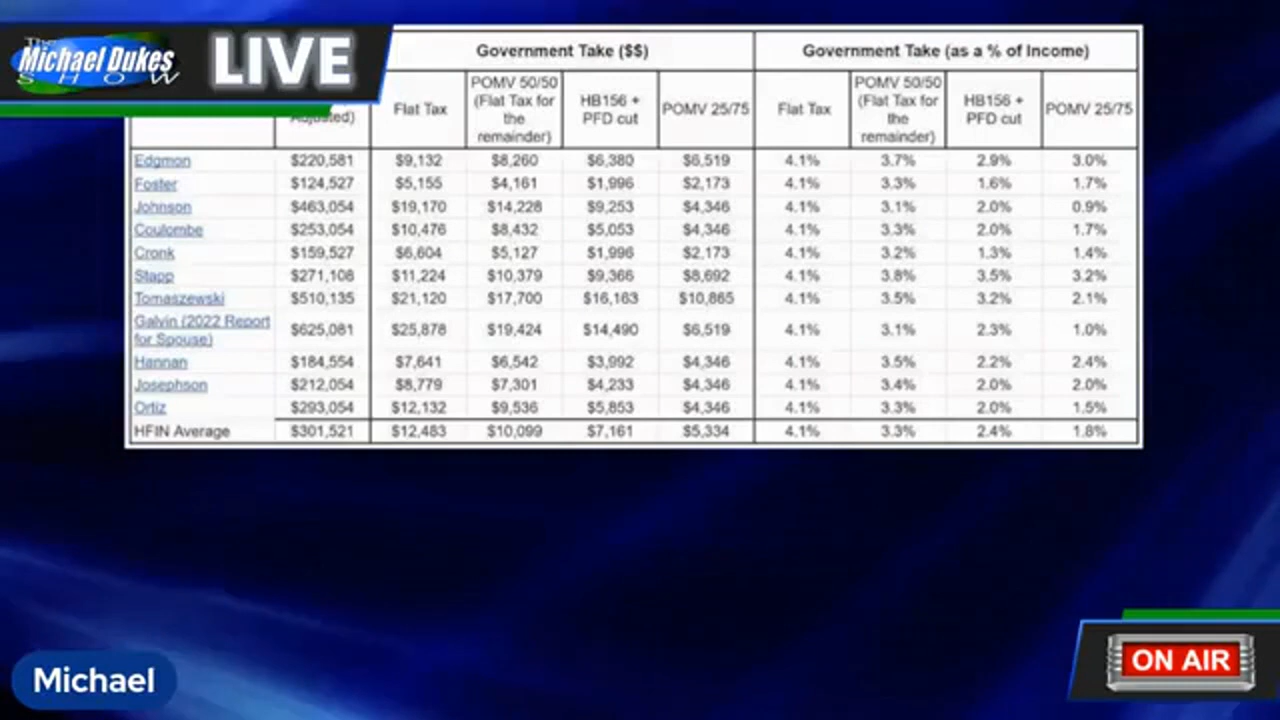 The
Michael Dukes
SHOW
LIVE
Government Take ($$) Government Take (as a % of Income)
Adjusted) Flat Tax POMV 50/50 (Flat Tax for the remainder) HB156 + PFD cut POMV 25/75 Flat Tax POMV 50/50 (Flat Tax for the remainder) HB156 + PFD cut POMV 25/75
Edgmon $220,581 $9,132 $8,260 $6,380 $6,519 4.1% 3.7% 2.9% 3.0%
Foster $124,527 $5,155 $4,161 $1,996 $2,173 4.1% 3.3% 1.6% 1.7%
Johnson $463,054 $19,170 $14,228 $9,253 $4,346 4.1% 3.1% 2.0% 0.9%
Coulombe $253,054 $10,476 $8,432 $5,053 $4,346 4.1% 3.3% 2.0% 1.7%
Cronk $159,527 $6,604 $5,127 $1,996 $2,173 4.1% 3.2% 1.3% 1.4%
Stapp $271,108 $11,224 $10,379 $9,366 $8,692 4.1% 3.8% 3.5% 3.2%
Tomaszewski $510,135 $21,120 $17,700 $16,163 $10,865 4.1% 3.5% 3.2% 2.1%
Galvin (2022 Report for Spouse) $625,081 $25,878 $19,424 $14,490 $6,519 4.1% 3.1% 2.3% 1.0%
Hannan $184,554 $7,641 $6,542 $3,992 $4,346 4.1% 3.5% 2.2% 2.4%
Josephson $212,054 $8,779 $7,301 $4,233 $4,346 4.1% 3.4% 2.0% 2.0%
Ortiz $293,054 $12,132 $9,536 $5,853 $4,346 4.1% 3.3% 2.0% 1.5%
HFIN Average $301,521 $12,483 $10,099 $7,161 $5,334 4.1% 3.3% 2.4% 1.8%
Michael
ON AIR